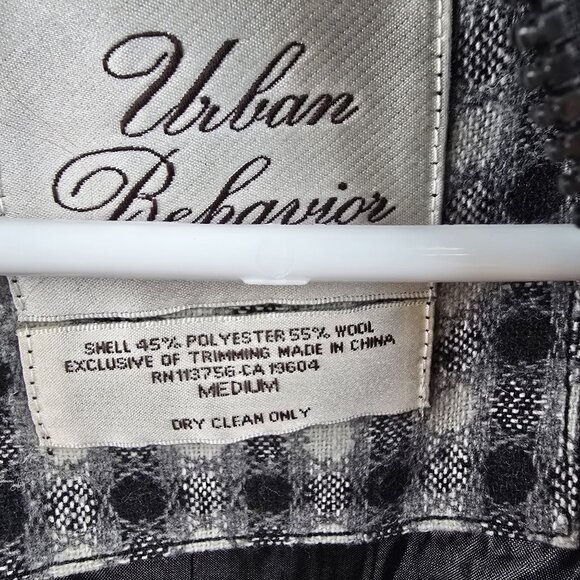 Urban
Behavior
SHELL 45% POLYESTER 55% WOOL
EXCLUSIVE OF TRIMMING MADE IN CHINA
RN113756-CA 19604
MEDIUM
DRY CLEAN ONLY